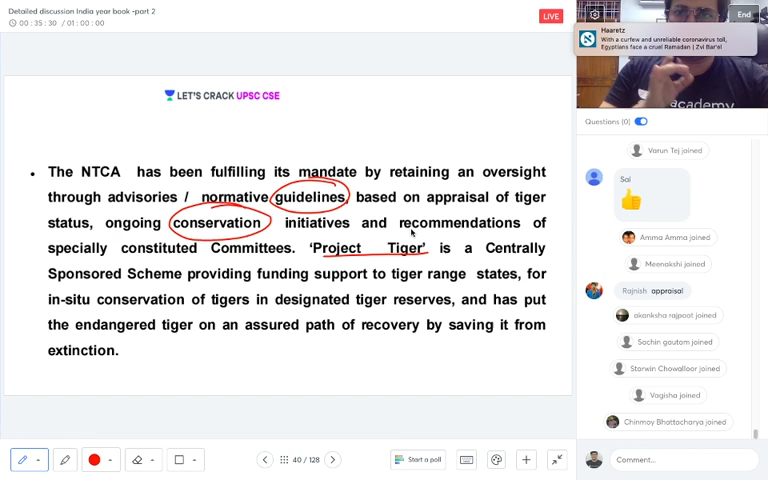 Detailed discussion India year book -part 2
00 : 35 : 30 / 01 : 00 : 00
LIVE
End
Haaretz
With a curfew and unreliable coronavirus toll,
Egyptians face a cruel Ramadan | Zvi Bar'el
academy
LET'S CRACK UPSC CSE
• The NTCA has been fulfilling its mandate by retaining an oversight
through advisories / normative guidelines, based on appraisal of tiger
status, ongoing conservation initiatives and recommendations of
specially constituted Committees. 'Project Tiger' is a Centrally
Sponsored Scheme providing funding support to tiger range states, for
in-situ conservation of tigers in designated tiger reserves, and has put
the endangered tiger on an assured path of recovery by saving it from
extinction.
Questions (0)
Varun Tej joined
Sai
Amma Amma joined
Meenakshi joined
Rajnish appraisal
akanksha rajpoot joined
Sachin gautam joined
Starwin Chowalloor joined
Vagisha joined
Chinmoy Bhattacharya joined
40 / 128
Start a poll
Comment...